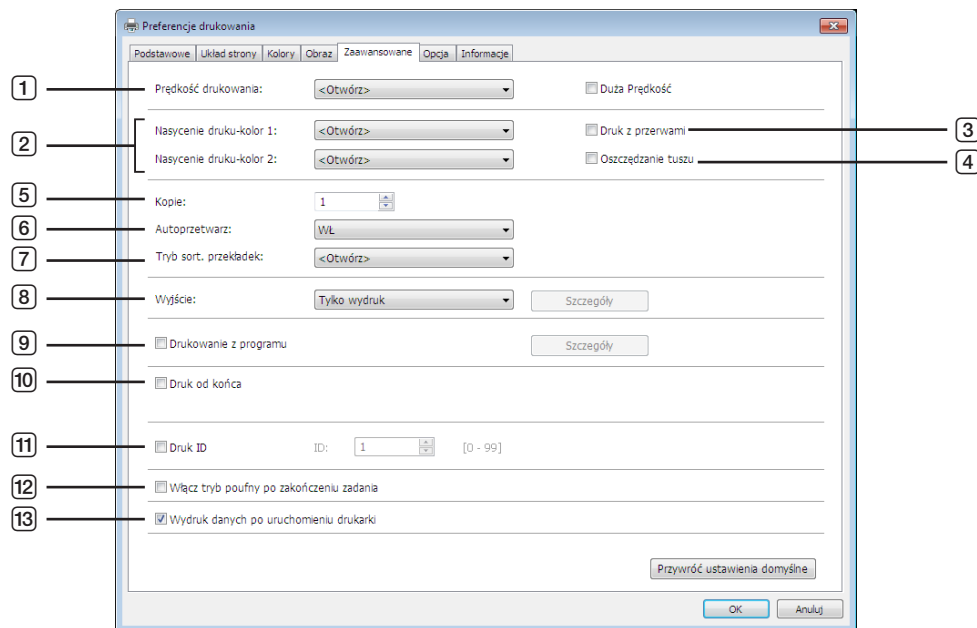 Preferencje drukowania
Podstawowe Układ strony Kolory Obraz Zaawansowane Opcja Informacje
1 Prędkość drukowania: <Otwórz> Duża Prędkość
Nasycenie druku-kolor 1: <Otwórz> Druk z przerwami 3
2
Nasycenie druku-kolor 2: <Otwórz> Oszczędzanie tuszu 4
5 Kopie: 1
6 Autoprzetwarz: WŁ
7 Tryb sort. przekładek: <Otwórz>
8 Wyjście: Tylko wydruk Szczegóły
9 Drukowanie z programu Szczegóły
10 Druk od końca
11 Druk ID ID: 1 [0 - 99]
12 Włącz tryb poufny po zakończeniu zadania
13 Wydruk danych po uruchomieniu drukarki
Przywróć ustawienia domyślne
OK Anuluj